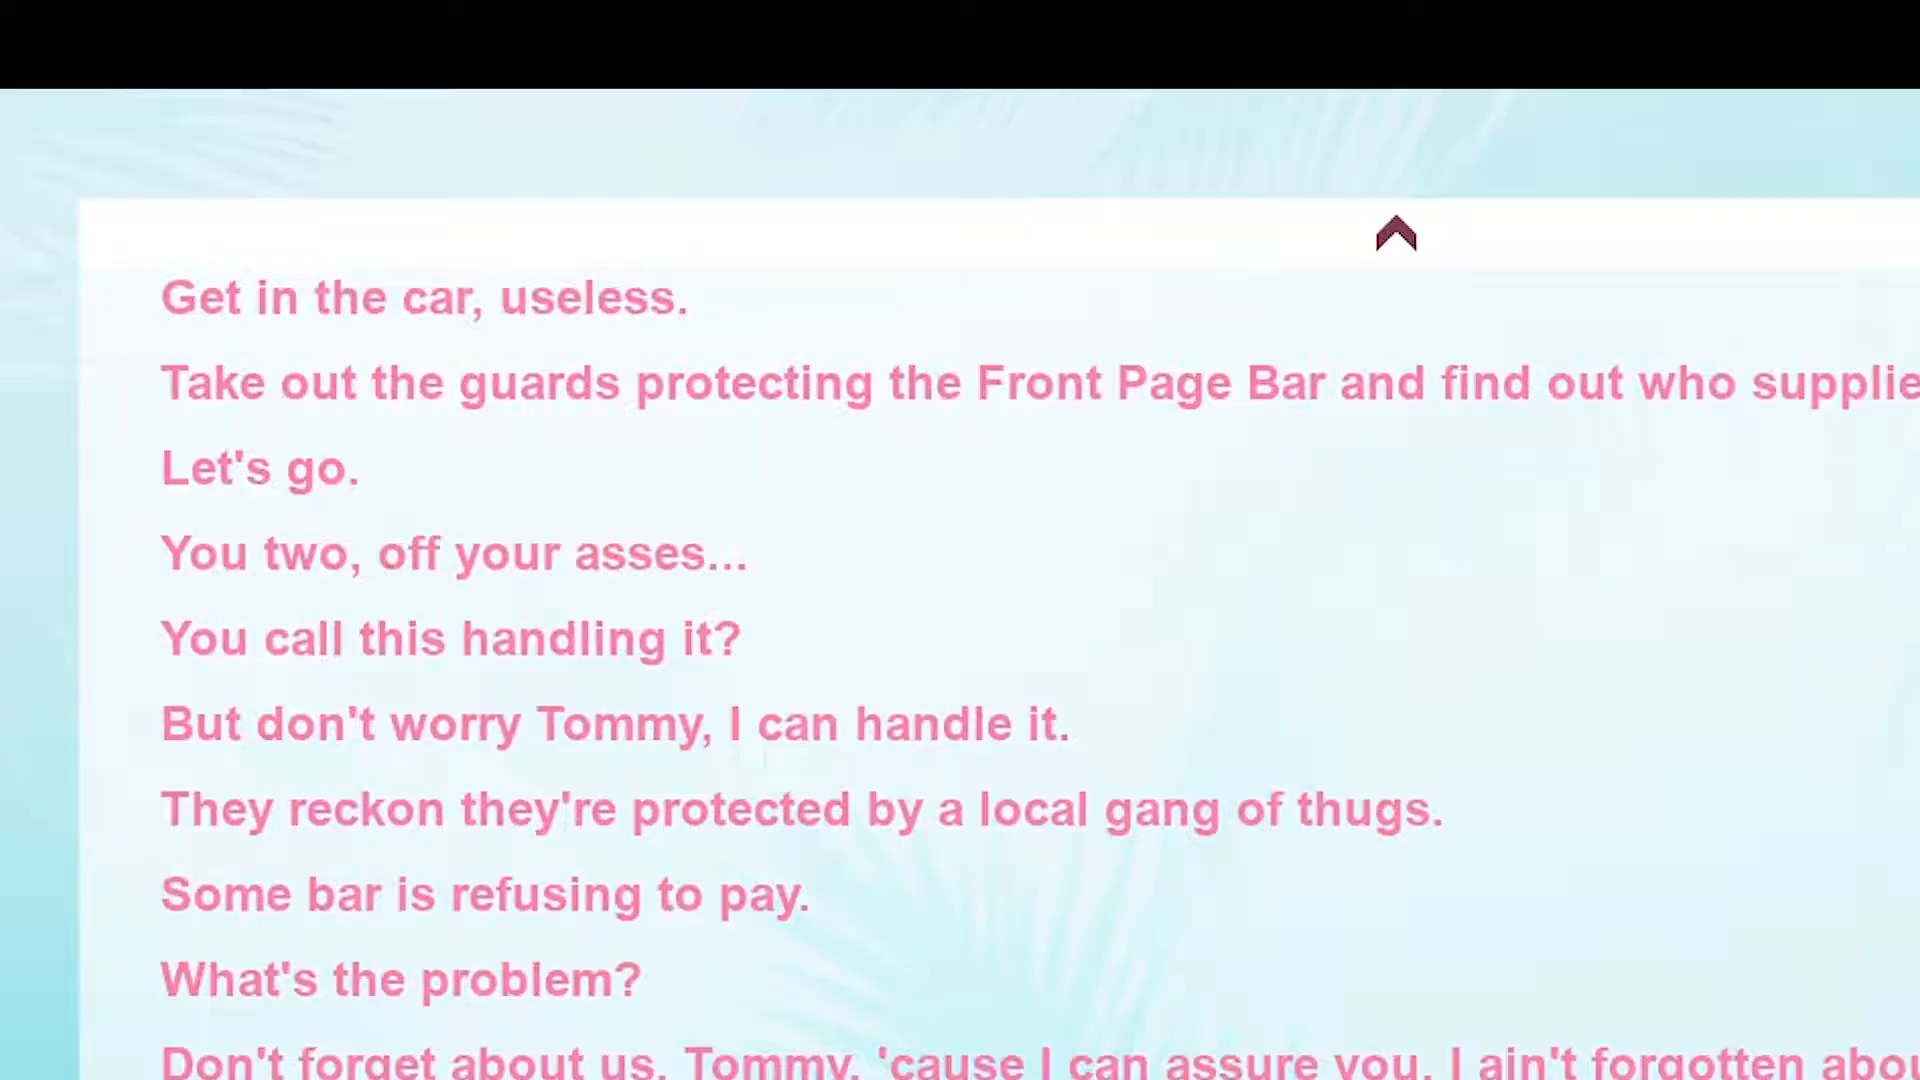 Get in the car, useless.
Take out the guards protecting the Front Page Bar and find out who supplie
Let's go.
You two, off your asses...
You call this handling it?
But don't worry Tommy, I can handle it.
They reckon they're protected by a local gang of thugs.
Some bar is refusing to pay.
What's the problem?
Don't forget about us, Tommy, 'cause I can assure you, I ain't forgotten abou